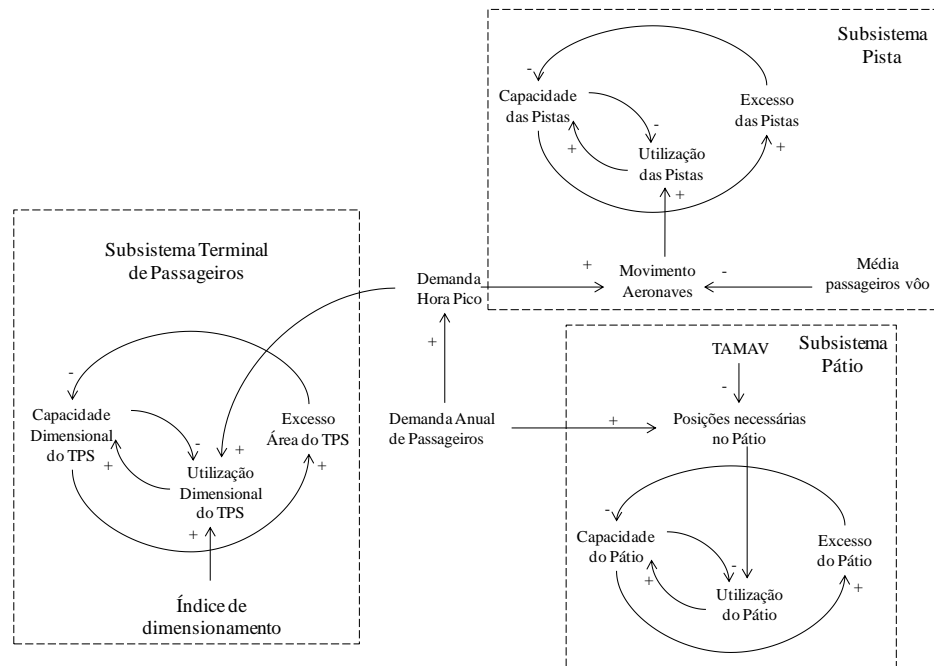 Subsistema
Pista
-
Capacidade
das Pistas
Excesso
das Pistas
-
+
+
Utilização
das Pistas
+
Subsistema Terminal
de Passageiros
Demanda
Hora Pico
+
Movimento
Aeronaves
-
Média
passageiros vôo
+
Subsistema
Pátio
TAMAV
-
-
Capacidade
Dimensional
do TPS
Excesso
Área do TPS
Demanda Anual
de Passageiros
+
Posições necessárias
no Pátio
-
+
+
+
Utilização
Dimensional
do TPS
+
-
Capacidade
do Pátio
Excesso
do Pátio
-
+
+
Utilização
do Pátio
Índice de
dimensionamento